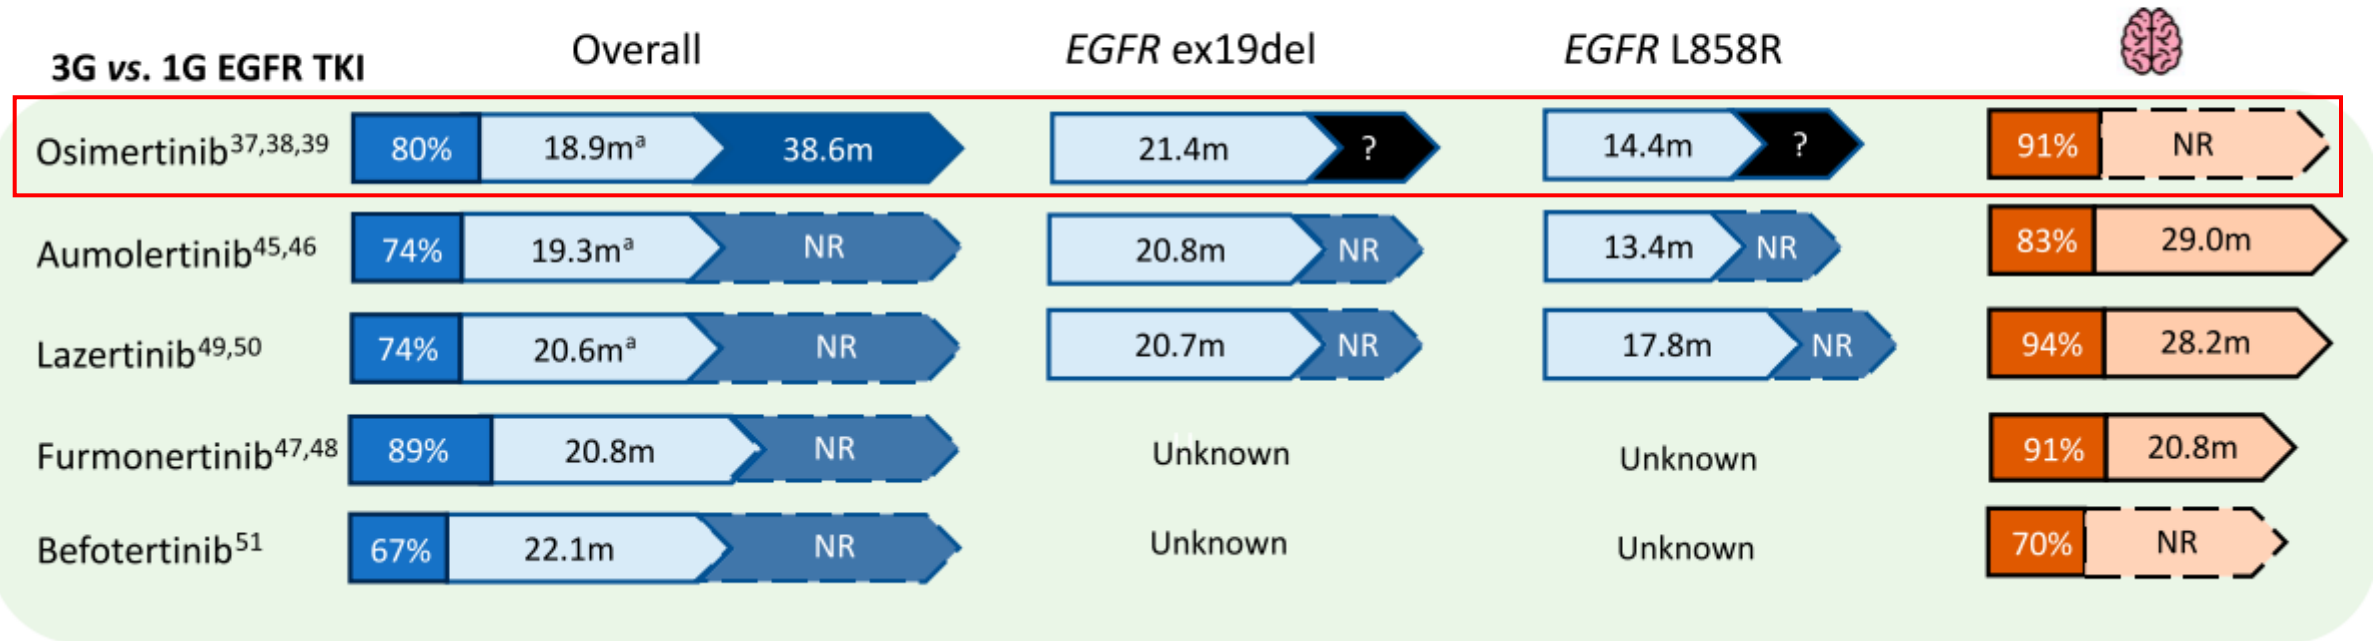 3G vs. 1G EGFR TKI Overall EGFR ex19del EGFR L858R
Osimertinib37,38,39 80% 18.9mª 38.6m 21.4m ? 14.4m ? 91% NR
Aumolertinib45,46 74% 19.3mª NR 20.8m NR 13.4m NR 83% 29.0m
Lazertinib49,50 74% 20.6mª NR 20.7m NR 17.8m NR 94% 28.2m
Furmonertinib47,48 89% 20.8m NR Unknown Unknown 91% 20.8m
Befotertinib51 67% 22.1m NR Unknown Unknown 70% NR